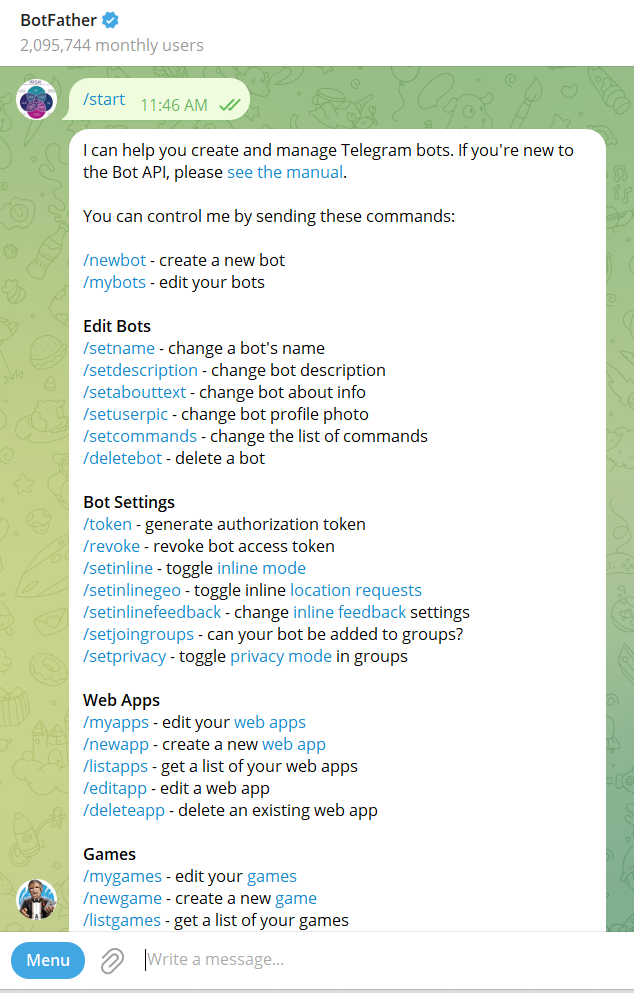 BotFather
2,095,744 monthly users
/start 11:46 AM
I can help you create and manage Telegram bots. If you're new to
the Bot API, please see the manual.
You can control me by sending these commands:
/newbot - create a new bot
/mybots - edit your bots
Edit Bots
/setname - change a bot's name
/setdescription - change bot description
/setabouttext - change bot about info
/setuserpic - change bot profile photo
/setcommands - change the list of commands
/deletebot - delete a bot
Bot Settings
/token - generate authorization token
/revoke - revoke bot access token
/setinline - toggle inline mode
/setinlinegeo - toggle inline location requests
/setinlinefeedback - change inline feedback settings
/setjoingroups - can your bot be added to groups?
/setprivacy - toggle privacy mode in groups
Web Apps
/myapps - edit your web apps
/newapp - create a new web app
/listapps - get a list of your web apps
/editapp - edit a web app
/deleteapp - delete an existing web app
Games
/mygames - edit your games
/newgame - create a new game
/listgames - get a list of your games
Menu
Write a message...